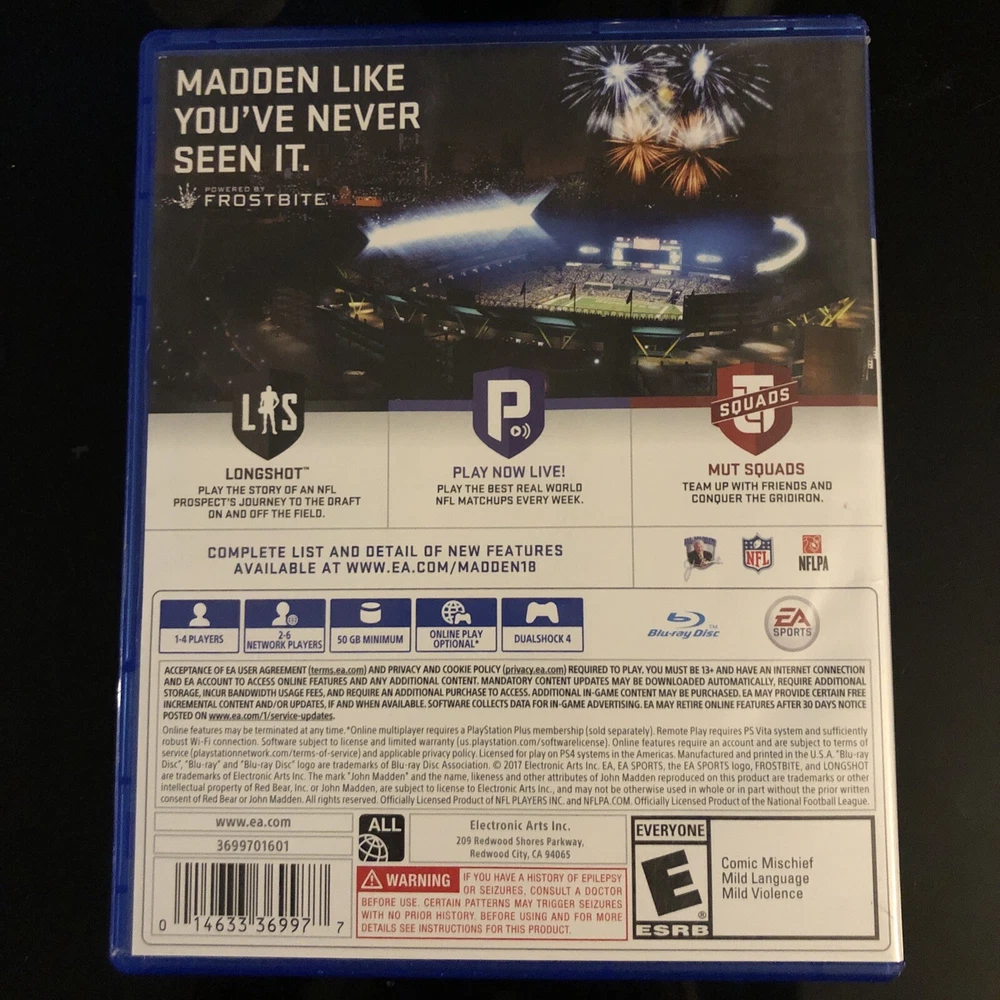 MADDEN LIKE
YOU'VE NEVER
SEEN IT.
POWERED BY
FROSTBITE
L S
LONGSHOT™
PLAY THE STORY OF AN NFL
PROSPECT'S JOURNEY TO THE DRAFT
ON AND OFF THE FIELD.
P
PLAY NOW LIVE!
PLAY THE BEST REAL WORLD
NFL MATCHUPS EVERY WEEK.
UT
SQUADS
MUT SQUADS
TEAM UP WITH FRIENDS AND
CONQUER THE GRIDIRON.
COMPLETE LIST AND DETAIL OF NEW FEATURES
AVAILABLE AT WWW.EA.COM/MADDEN18
NFL
NFLPA
1-4 PLAYERS
2-6
NETWORK PLAYERS
50 GB MINIMUM
ONLINE PLAY
OPTIONAL*
DUALSHOCK 4
Blu-ray Disc™
EA
SPORTS
ACCEPTANCE OF EA USER AGREEMENT (terms.ea.com) AND PRIVACY AND COOKIE POLICY (privacy.ea.com) REQUIRED TO PLAY. YOU MUST BE 13+ AND HAVE AN INTERNET CONNECTION
AND EA ACCOUNT TO ACCESS ONLINE FEATURES AND ANY ADDITIONAL CONTENT. MANDATORY CONTENT UPDATES MAY BE DOWNLOADED AUTOMATICALLY, REQUIRE ADDITIONAL
STORAGE, INCUR BANDWIDTH USAGE FEES, AND REQUIRE AN ADDITIONAL PURCHASE TO ACCESS. ADDITIONAL IN-GAME CONTENT MAY BE PURCHASED. EA MAY PROVIDE CERTAIN FREE
INCREMENTAL CONTENT AND/OR UPDATES, IF AND WHEN AVAILABLE. SOFTWARE COLLECTS DATA FOR IN-GAME ADVERTISING. EA MAY RETIRE ONLINE FEATURES AFTER 30 DAYS NOTICE
POSTED ON www.ea.com/1/service-updates.
Online features may be terminated at any time.*Online multiplayer requires a PlayStation Plus membership (sold separately). Remote Play requires PS Vita system and sufficiently
robust Wi-Fi connection. Software subject to license and limited warranty (us.playstation.com/softwarelicense). Online features require an account and are subject to terms of
service (playstationnetwork.com/terms-of-service) and applicable privacy policy. Licensed for play on PS4 systems in the Americas. Manufactured and printed in the U.S.A. "Blu-ray
Disc", "Blu-ray" and "Blu-ray Disc" logo are trademarks of Blu-ray Disc Association. © 2017 Electronic Arts Inc. EA, EA SPORTS, the EA SPORTS logo, FROSTBITE, and LONGSHOT
are trademarks of Electronic Arts Inc. The mark "John Madden" and the name, likeness and other attributes of John Madden reproduced on this product are trademarks or other
intellectual property of Red Bear, Inc. or John Madden, are subject to license to Electronic Arts Inc., and may not be otherwise used in whole or in part without the prior written
consent of Red Bear or John Madden. All rights reserved. Officially Licensed Product of NFL PLAYERS INC. and NFLPA.COM. Officially Licensed Product of the National Football League.
www.ea.com
3699701601
ALL
Electronic Arts Inc.
209 Redwood Shores Parkway,
Redwood City, CA 94065
WARNING
IF YOU HAVE A HISTORY OF EPILEPSY
OR SEIZURES, CONSULT A DOCTOR
BEFORE USE. CERTAIN PATTERNS MAY TRIGGER SEIZURES
WITH NO PRIOR HISTORY. BEFORE USING AND FOR MORE
DETAILS SEE INSTRUCTIONS FOR THIS PRODUCT.
0 14633 36997 7
EVERYONE
E
®
ESRB
Comic Mischief
Mild Language
Mild Violence